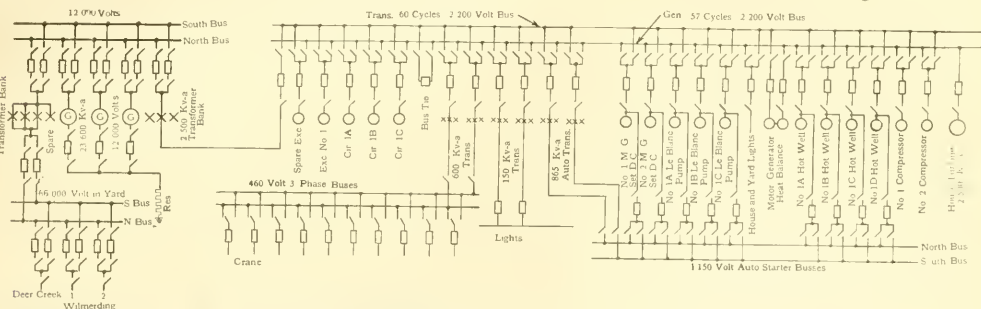 12 000 Volts
South Bus
North Bus
Trans. 60 Cycles 2 200 Volt Bus
Gen 57 Cycles 2 200 Volt Bus
Transformer Bank
Spare
G
G
G
23 600 Kv-a
12 000 Volts
2 500 Kv-a
Transformer
Bank
Spare Exc
Exc No. 1
Cir 1A
Cir 1B
Cir 1C
Bus Tie
600 Kv-a
Trans
150 Kv-a
Trans
865 Kv-a
Auto Trans.
No 1 M G
Set D C
No 2 M G
Set D C
No 1A Le Blanc
Pump
No 1B Le Blanc
Pump
No 1C Le Blanc
Pump
House and Yard Lights
Motor Generator
Heat Balance
No 1A Hot Well
No 1B Hot Well
No 1C Hot Well
No 1D Hot Well
No 1 Compressor
No 2 Compressor
66 000 Volt in Yard
S Bus
N Bus
Res
460 Volt 3 Phase Buses
Crane
Lights
North Bus
South Bus
1 150 Volt Auto Starter Busses
Deer Creek
1
2
Wilmerding